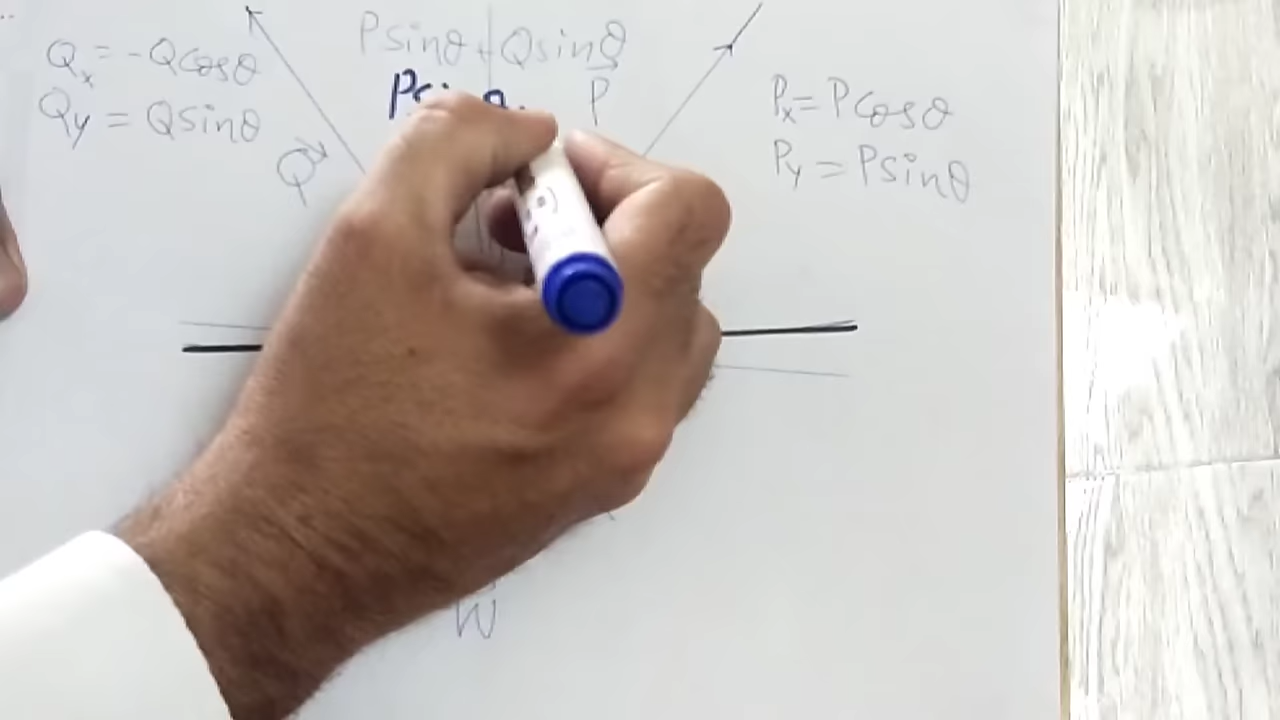 Psinθ + Qsinθ
Qₓ = -Qcosθ
Qy = Qsinθ
Q
P
Pₓ = Pcosθ
Py = Psinθ
W